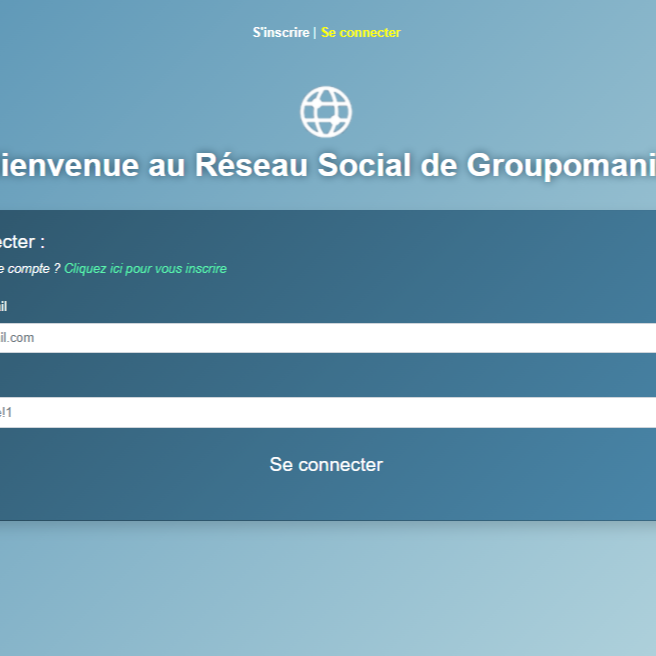 S'inscrire | Se connecter
ienvenue au Réseau Social de Groupomani
ecter :
e compte ? Cliquez ici pour vous inscrire
il
il.com
e!1
Se connecter